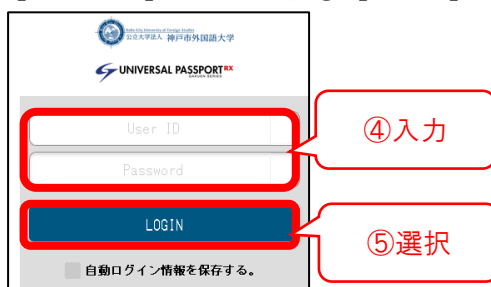 Kobe City University of Foreign Studies
公立大学法人 神戸市外国語大学
UNIVERSAL PASSPORT RX
GAKUEN SERIES
User ID
④入力
Password
LOGIN
⑤選択
自動ログイン情報を保存する。